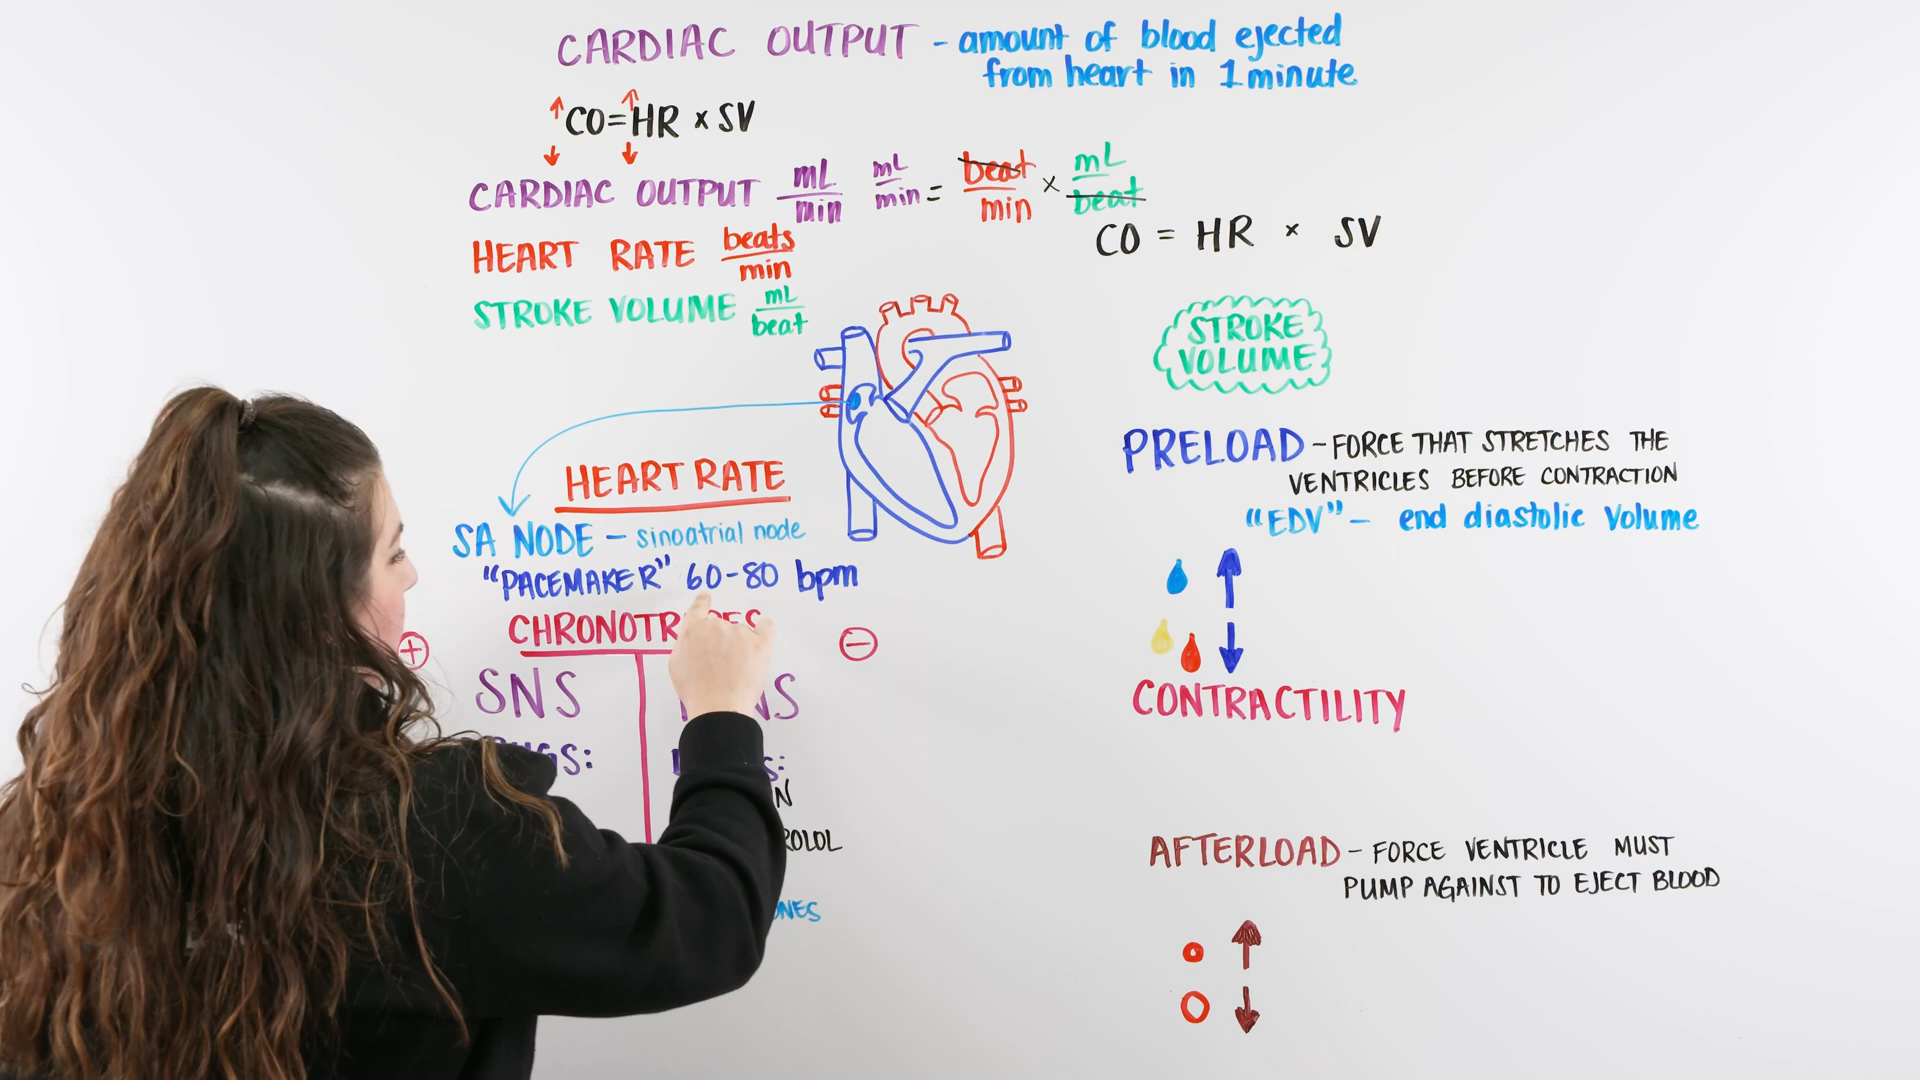 CARDIAC OUTPUT - amount of blood ejected
from heart in 1 minute
↑CO=↑HR x SV
↓ ↓
CARDIAC OUTPUT mL/min mL/min = beat/min x mL/beat
CO = HR x SV
HEART RATE beats/min
STROKE VOLUME mL/beat
HEART RATE
SA NODE - sinoatrial node
"PACEMAKER" 60-80 bpm
+ −
SNS
STROKE
VOLUME
PRELOAD - FORCE THAT STRETCHES THE
VENTRICLES BEFORE CONTRACTION
"EDV" - end diastolic volume
↑
↓
CONTRACTILITY
AFTERLOAD - FORCE VENTRICLE MUST
PUMP AGAINST TO EJECT BLOOD
↑
↓